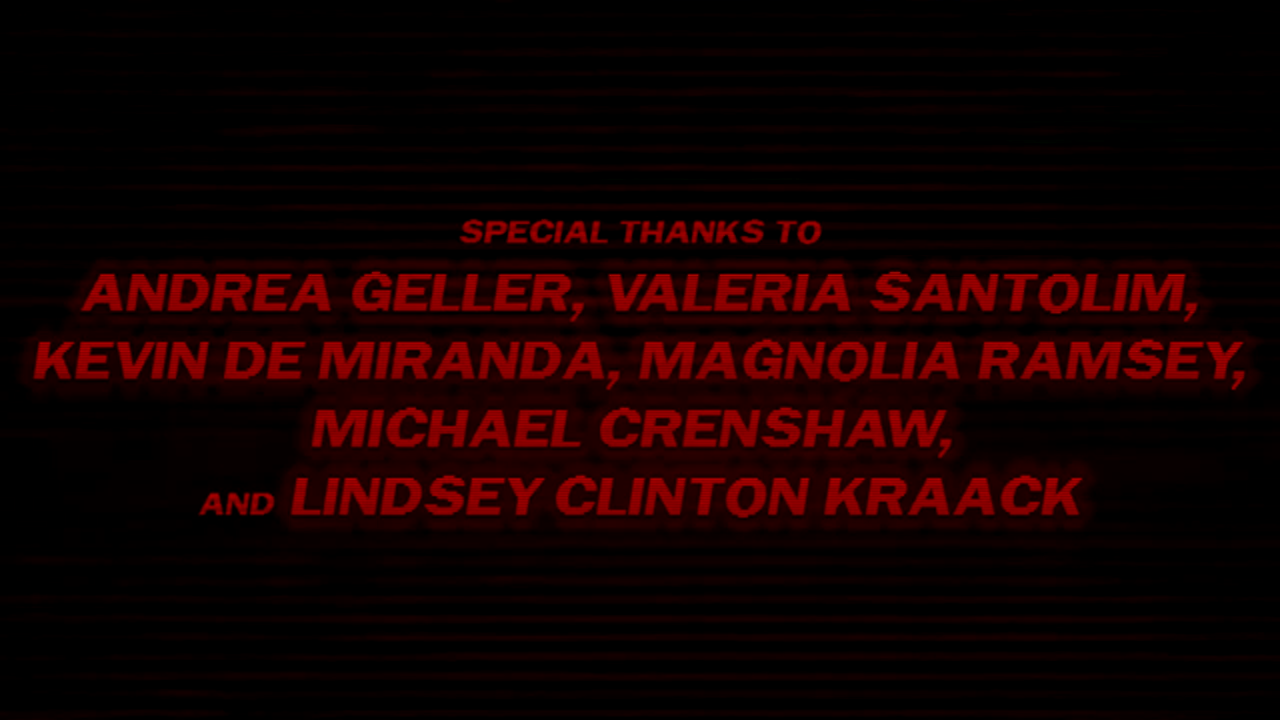 SPECIAL THANKS TO
ANDREA GELLER, VALERIA SANTOLIM,
KEVIN DE MIRANDA, MAGNOLIA RAMSEY,
MICHAEL CRENSHAW,
AND LINDSEY CLINTON KRAACK